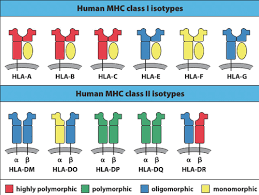 Human MHC class I isotypes
HLA-A HLA-B HLA-C HLA-E HLA-F HLA-G
Human MHC class II isotypes
α β α β α β α β α β
HLA-DM HLA-DO HLA-DP HLA-DQ HLA-DR
highly polymorphic polymorphic oligomorphic monomorphic